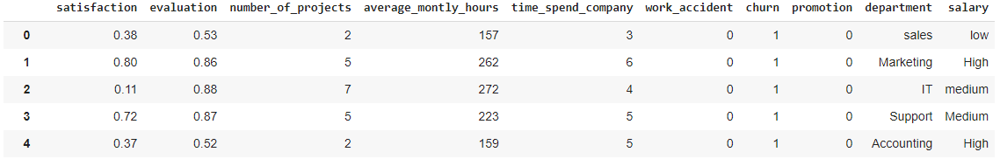 satisfaction evaluation number_of_projects average_montly_hours time_spend_company work_accident churn promotion department salary
0 0.38 0.53 2 157 3 0 1 0 sales low
1 0.80 0.86 5 262 6 0 1 0 Marketing High
2 0.11 0.88 7 272 4 0 1 0 IT medium
3 0.72 0.87 5 223 5 0 1 0 Support Medium
4 0.37 0.52 2 159 5 0 1 0 Accounting High